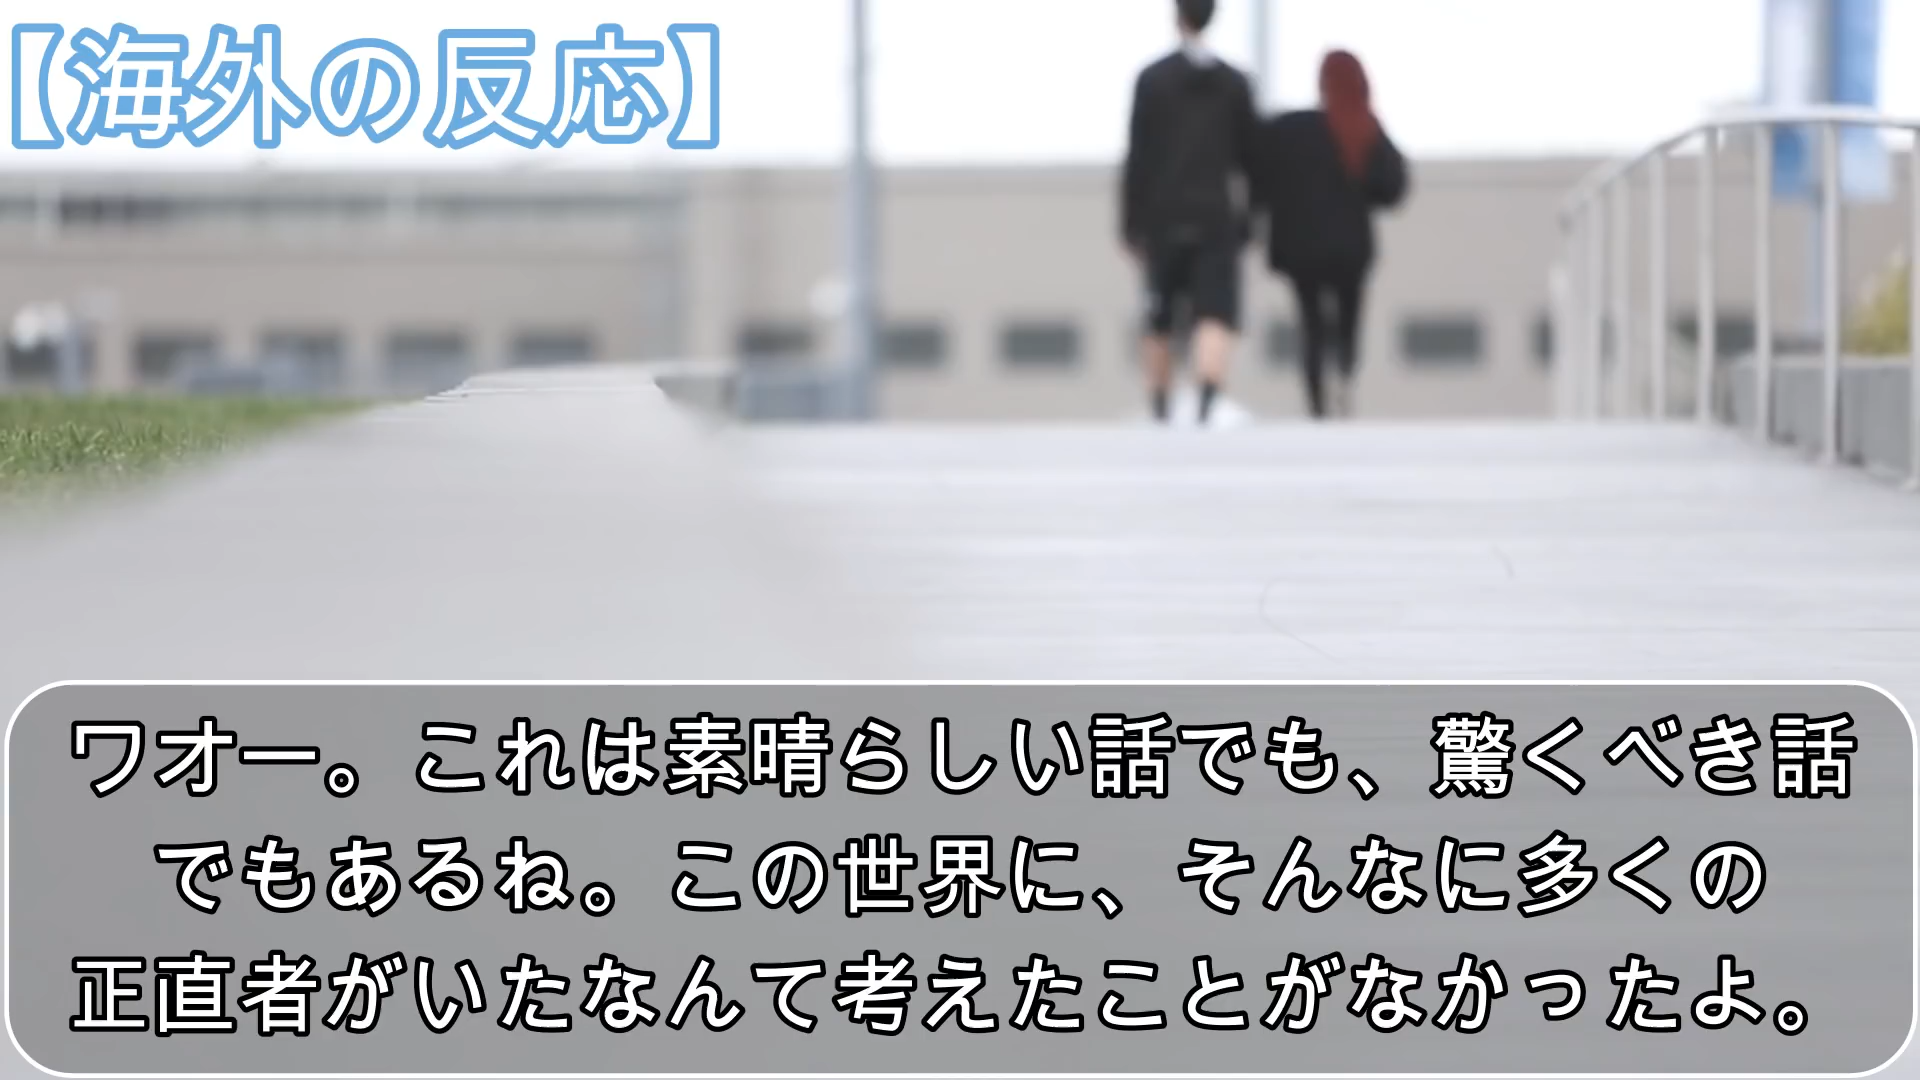 【海外の反応】
ワオー。これは素晴らしい話でも、驚くべき話
でもあるね。この世界に、そんなに多くの
正直者がいたなんて考えたことがなかったよ。